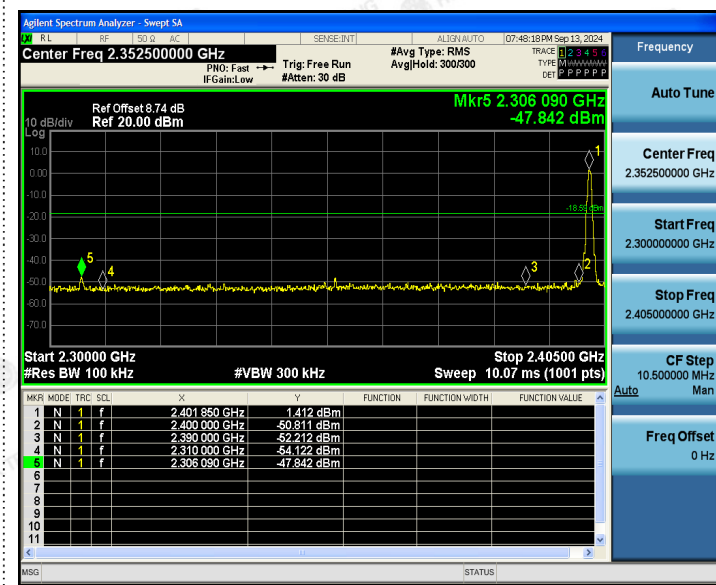 Agilent Spectrum Analyzer - Swept SA
LXI RL RF 50 Ω AC SENSE:INT ALIGN AUTO 07:48:18 PM Sep 13, 2024
Center Freq 2.352500000 GHz #Avg Type: RMS TRACE 1 2 3 4 5 6
PNO: Fast Trig: Free Run Avg|Hold: 300/300 TYPE M
IFGain:Low #Atten: 30 dB DET P P P P P P
Ref Offset 8.74 dB Mkr5 2.306 090 GHz
10 dB/div Ref 20.00 dBm -47.842 dBm
Log
10.0
0.00
-10.0
-20.0
-30.0
-40.0
-50.0
-60.0
-70.0
1
5
4
3
2
Start 2.30000 GHz Stop 2.40500 GHz
#Res BW 100 kHz #VBW 300 kHz Sweep 10.07 ms (1001 pts)
MKR MODE TRC SCL X Y FUNCTION FUNCTION WIDTH FUNCTION VALUE
1 N 1 f 2.401 850 GHz 1.412 dBm
2 N 1 f 2.400 000 GHz -50.811 dBm
3 N 1 f 2.390 000 GHz -52.212 dBm
4 N 1 f 2.310 000 GHz -54.122 dBm
5 N 1 f 2.306 090 GHz -47.842 dBm
6
7
8
9
10
11
MSG STATUS
Frequency
Auto Tune
Center Freq
2.352500000 GHz
Start Freq
2.300000000 GHz
Stop Freq
2.405000000 GHz
CF Step
10.500000 MHz
Auto Man
Freq Offset
0 Hz